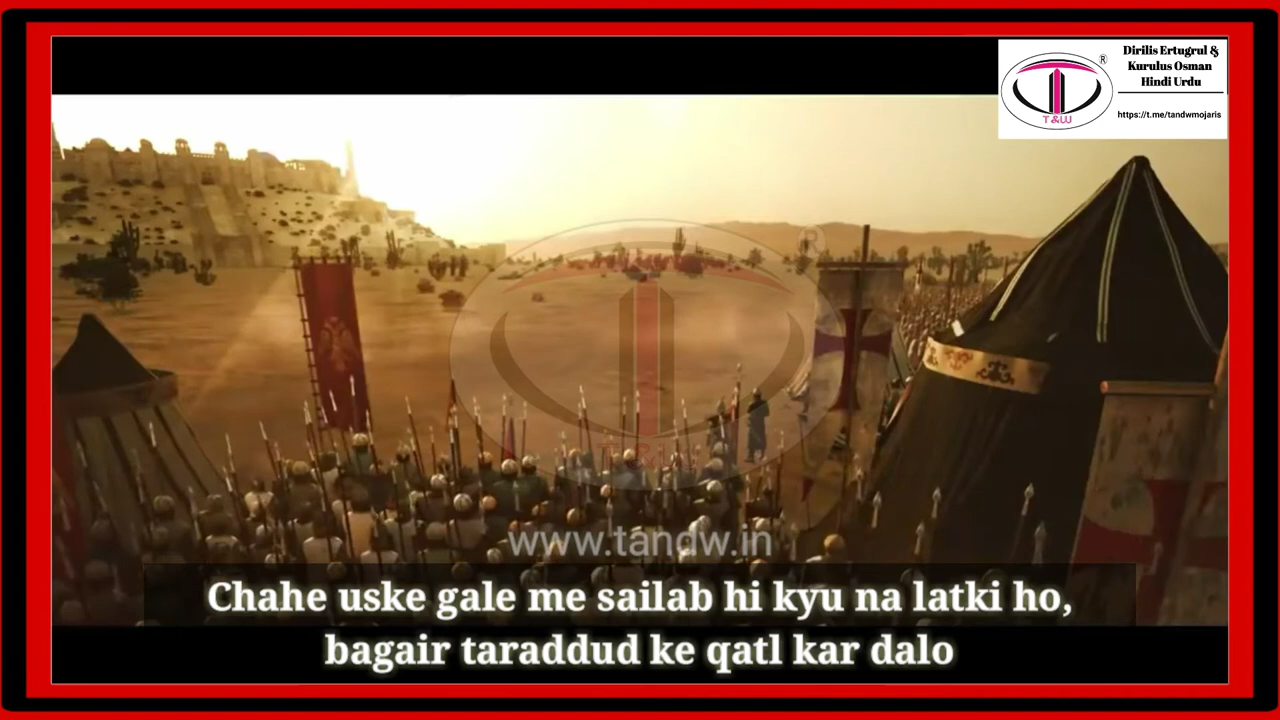 Dirilis Ertugrul &
Kurulus Osman
Hindi Urdu
https://t.me/tandwmojaris
®
T &W
®
T &W
www.tandw.in
Chahe uske gale me sailab hi kyu na latki ho,
bagair taraddud ke qatl kar dalo